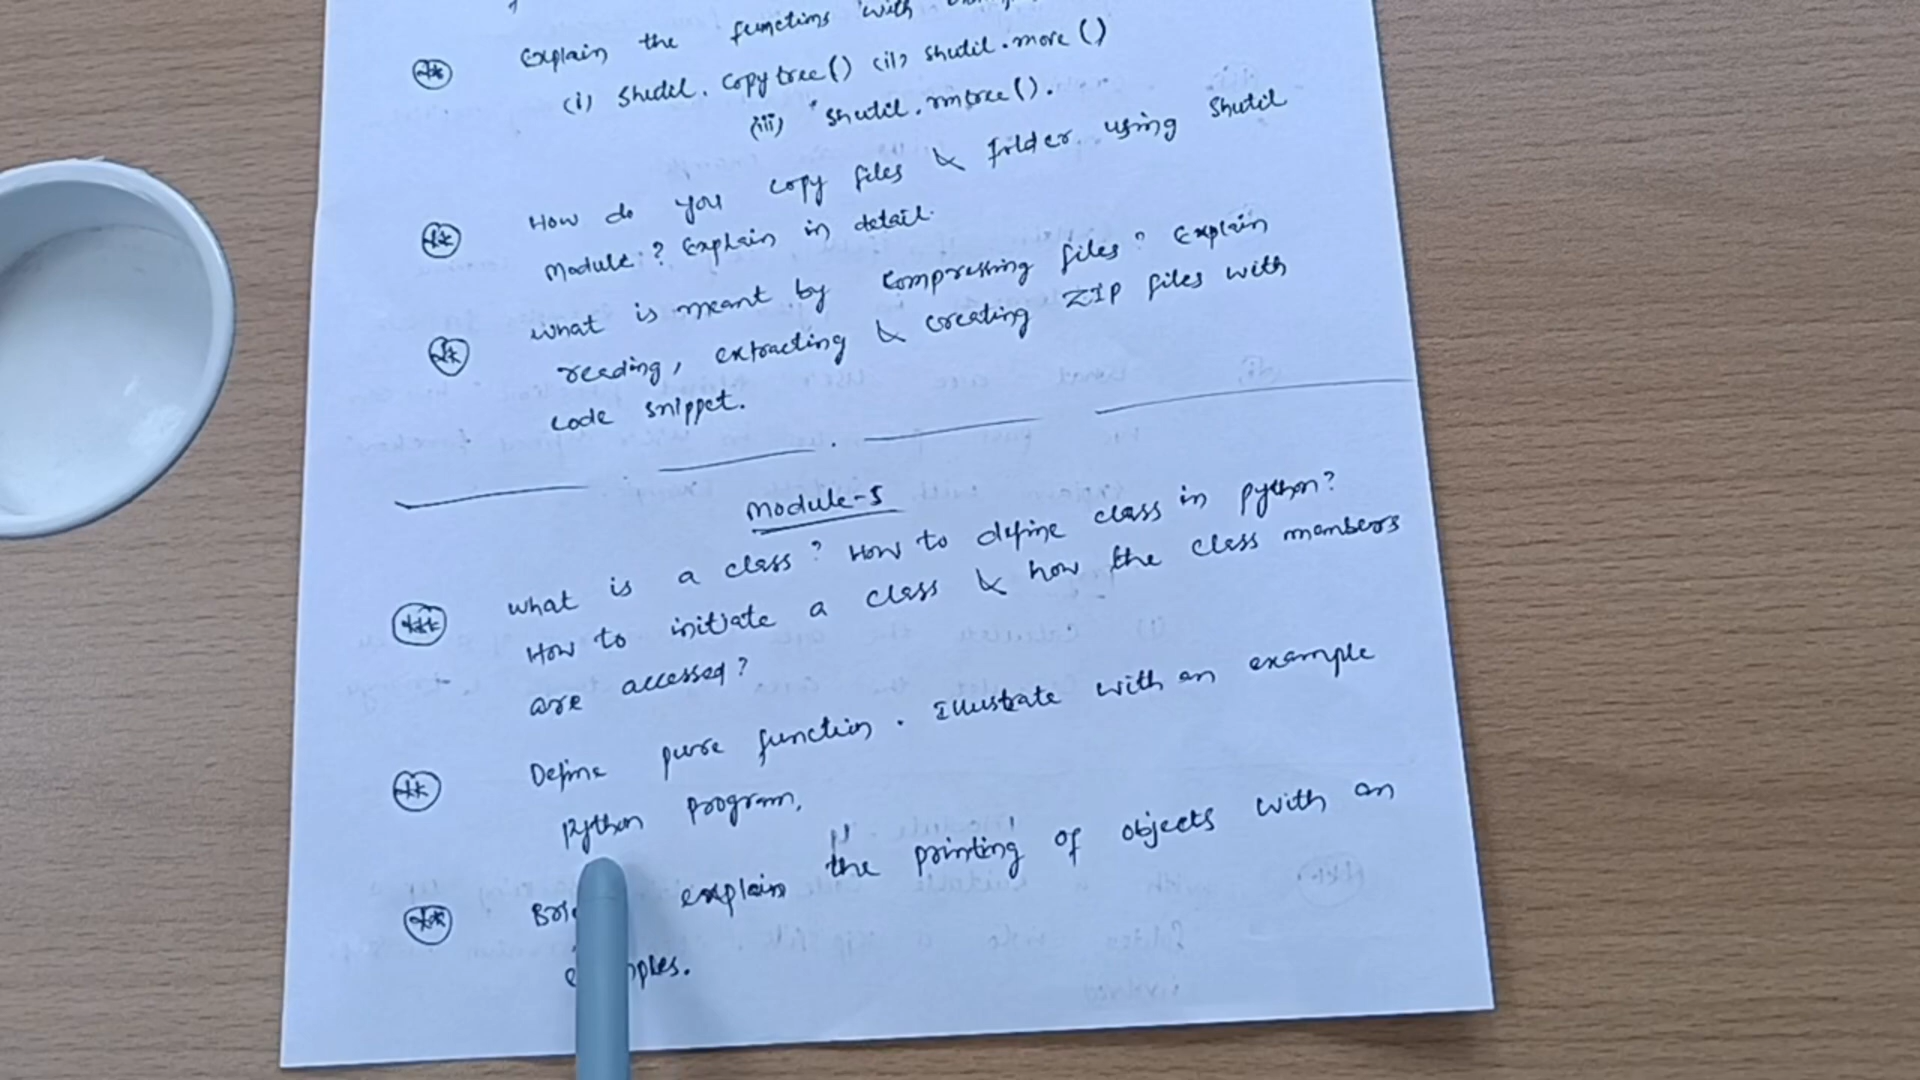 Explain the functions with
(i) Shutil. Copytree() (ii) Shutil.move()
(iii) Shutil.rmtree().
How do you copy files & folder using Shutil
Module? Explain in detail.
What is meant by compressing files? Explain
reading, extracting & creating ZIP files with
code snippet.
Module-5
What is a class? How to define class in python?
How to initiate a class & how the class members
are accessed?
Define pure function. Illustrate with an example
Python program.
explain the printing of objects with an